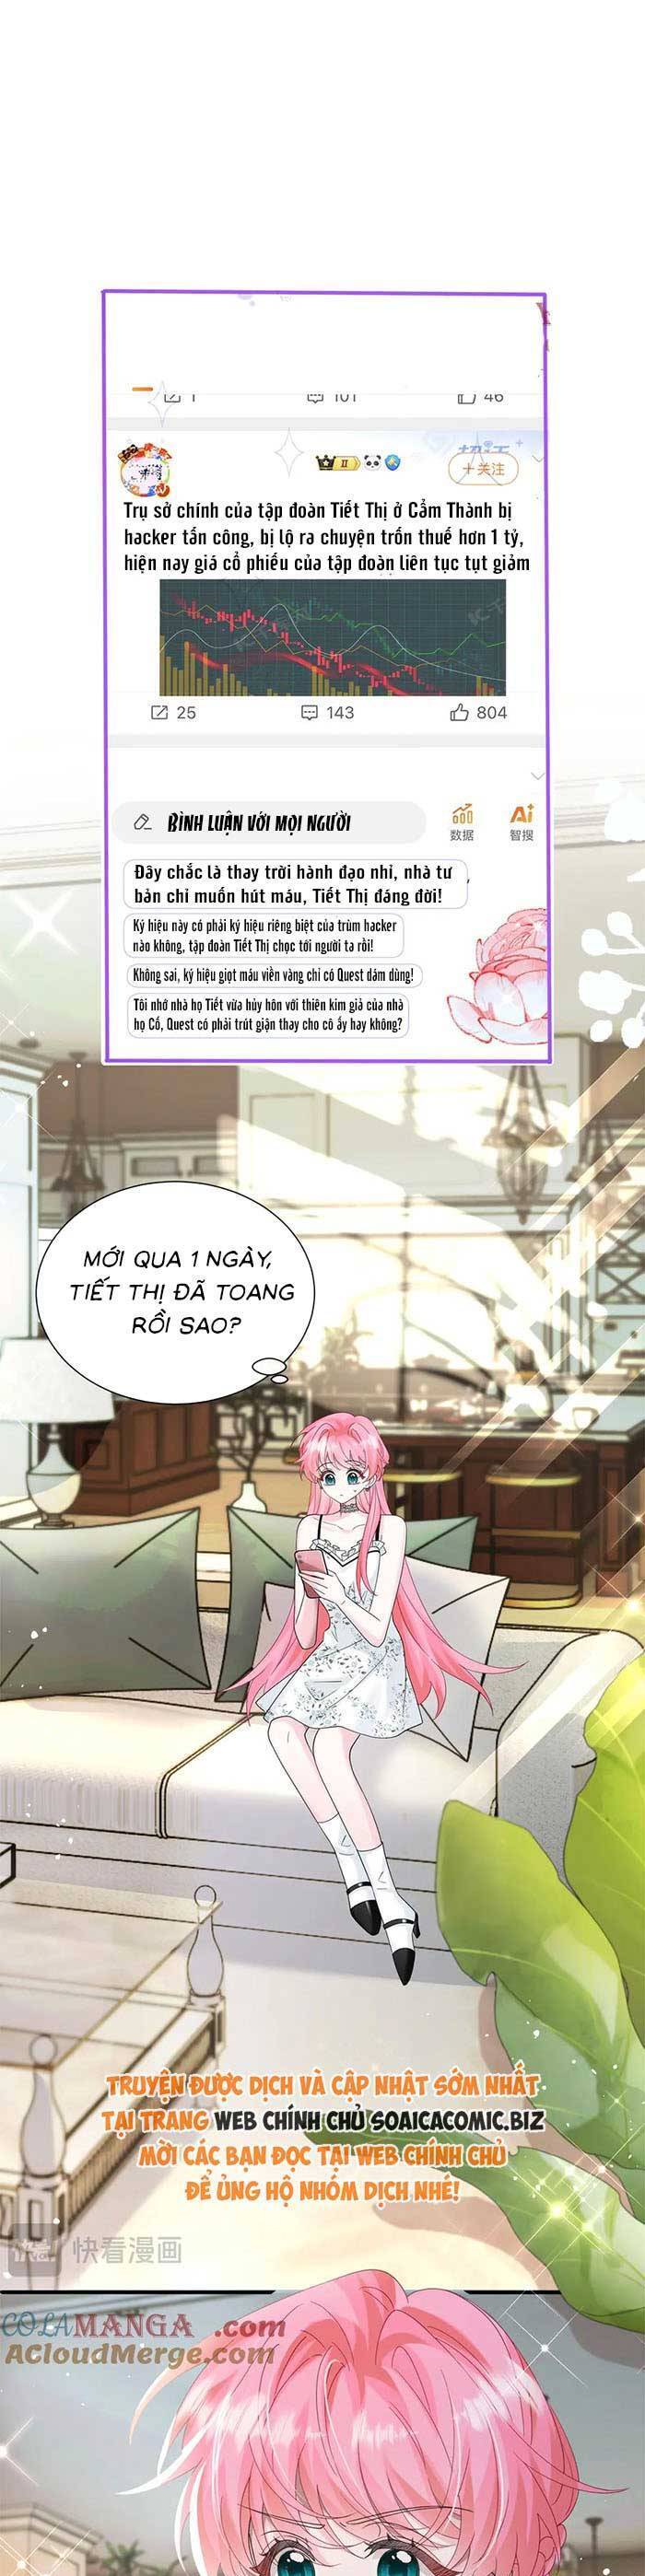 1 101 46
II
+关注
Trụ sở chính của tập đoàn Tiết Thị ở Cẩm Thành bị
hacker tấn công, bị lộ ra chuyện trốn thuế hơn 1 tỷ,
hiện nay giá cổ phiếu của tập đoàn liên tục tụt giảm
25 143 804
BÌNH LUẬN VỚI MỌI NGƯỜI
数据 智搜
Đây chắc là thay trời hành đạo nhỉ, nhà tư
bản chỉ muốn hút máu, Tiết Thị đáng đời!
Ký hiệu này có phải ký hiệu riêng biệt của trùm hacker
nào không, tập đoàn Tiết Thị chọc tới người ta rồi!
Không sai, ký hiệu giọt máu viền vàng chỉ có Quest dám dùng!
Tôi nhớ nhà họ Tiết vừa hủy hôn với thiên kim giả của nhà
họ Cố, Quest có phải trút giận thay cho cô ấy hay không?
MỚI QUA 1 NGÀY,
TIẾT THỊ ĐÃ TOANG
RỒI SAO?
TRUYỆN ĐƯỢC DỊCH VÀ CẬP NHẬT SỚM NHẤT
TẠI TRANG WEB CHÍNH CHỦ SOAICACOMIC.BIZ
MỜI CÁC BẠN ĐỌC TẠI WEB CHÍNH CHỦ
ĐỂ ỦNG HỘ NHÓM DỊCH NHÉ!
快看漫画
COLAMANGA.com
AcloudMerge.com